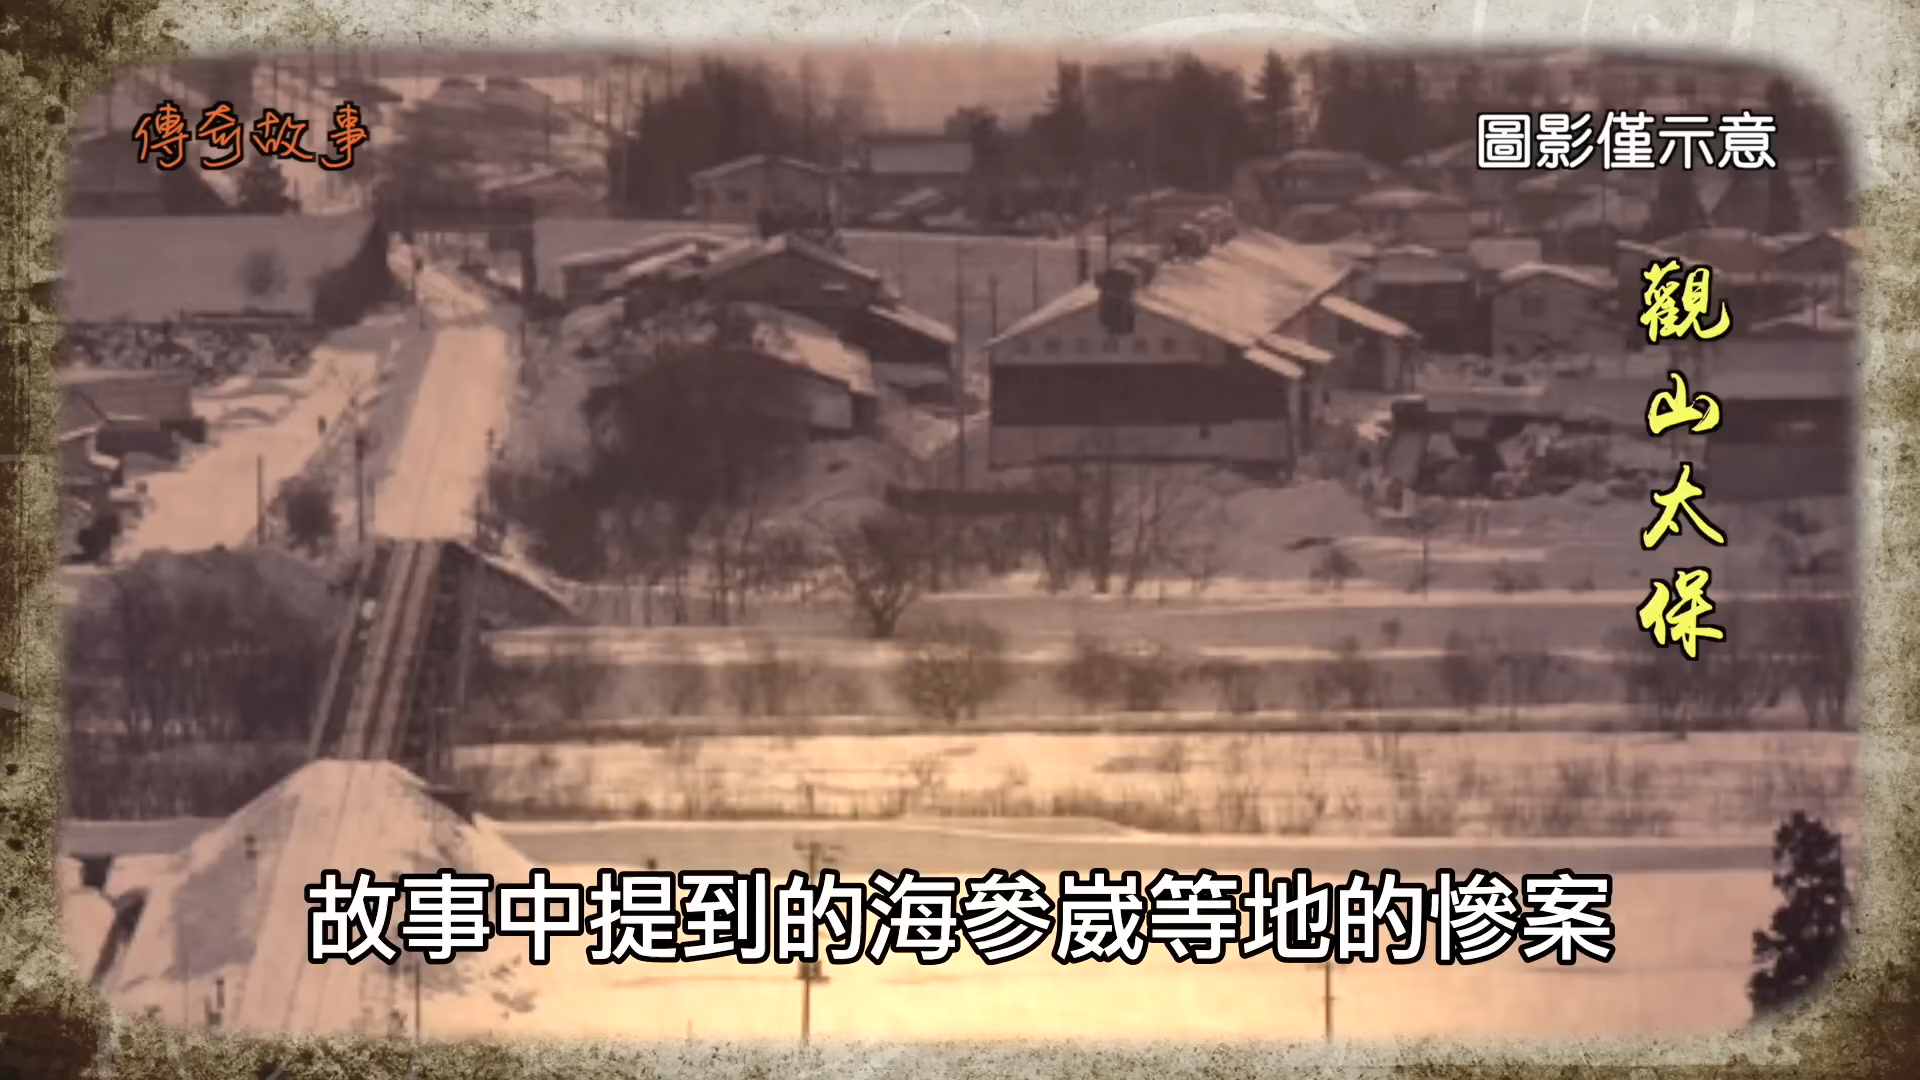 傳奇故事
圖影僅示意
觀山太保
故事中提到的海參崴等地的慘案